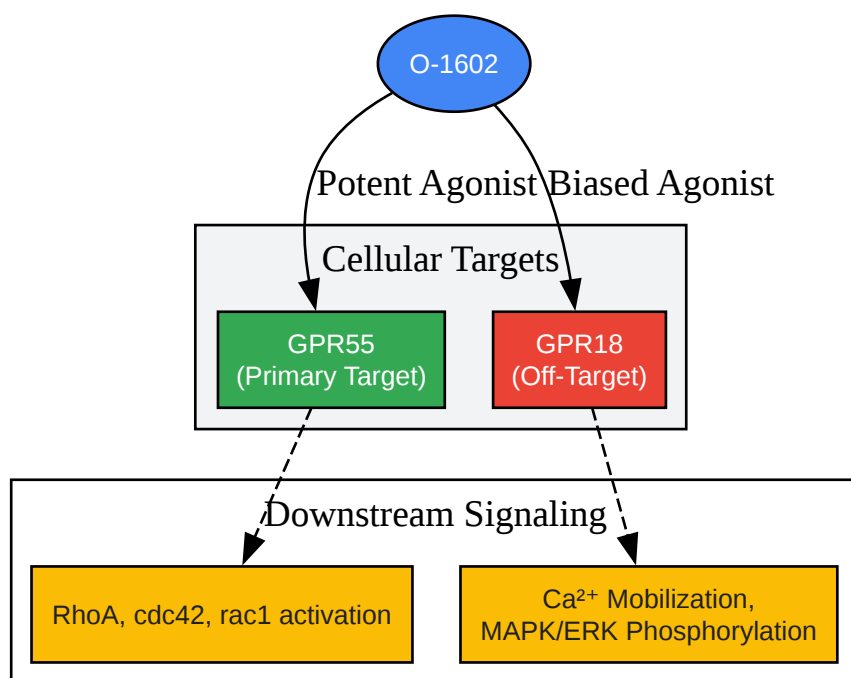 O-1602
Potent Agonist
Biased Agonist
Cellular Targets
GPR55
(Primary Target)
GPR18
(Off-Target)
Downstream Signaling
RhoA, cdc42, rac1 activation
Ca²⁺ Mobilization,
MAPK/ERK Phosphorylation